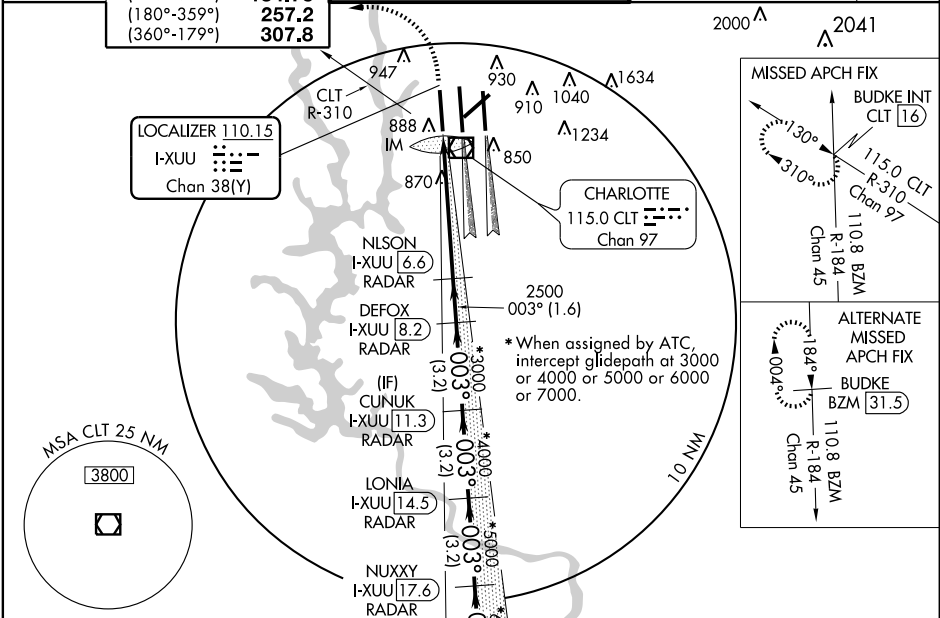 (180°-359°) 257.2
(360°-179°) 307.8
2000
2041
947
930
910
1040
1634
1234
CLT
R-310
888
IM
850
870
LOCALIZER 110.15
I-XUU
Chan 38(Y)
CHARLOTTE
115.0 CLT
Chan 97
NLSON
I-XUU 6.6
RADAR
DEFOX
I-XUU 8.2
RADAR
2500
003° (1.6)
* When assigned by ATC,
intercept glidepath at 3000
or 4000 or 5000 or 6000
or 7000.
*3000
003°
(3.2)
(IF)
CUNUK
I-XUU 11.3
RADAR
*4000
003°
(3.2)
LONIA
I-XUU 14.5
RADAR
*5000
003°
(3.2)
NUXXY
I-XUU 17.6
RADAR
10 NM
MSA CLT 25 NM
3800
MISSED APCH FIX
BUDKE INT
CLT 16
130°
310°
115.0 CLT
R-310
Chan 97
110.8 BZM
R-184
Chan 45
ALTERNATE
MISSED
APCH FIX
184°
004°
BUDKE
BZM 31.5
110.8 BZM
R-184
Chan 45